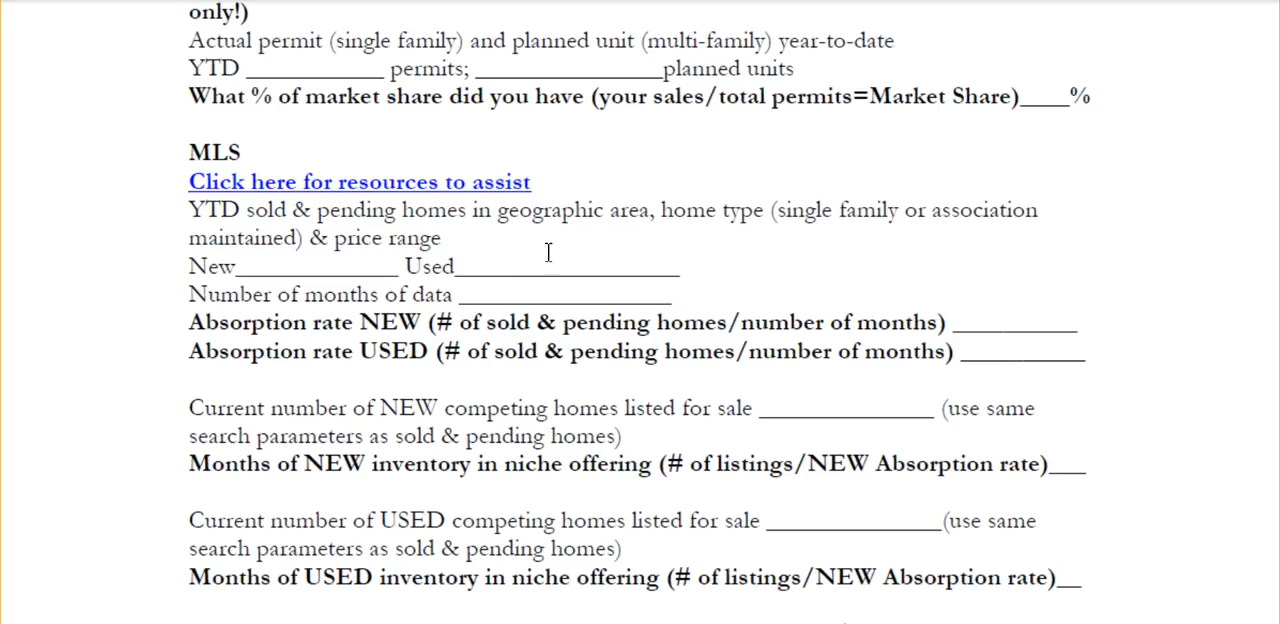 only!)
Actual permit (single family) and planned unit (multi-family) year-to-date
YTD ____________ permits; ________________planned units
What % of market share did you have (your sales/total permits=Market Share)____%
MLS
Click here for resources to assist
YTD sold & pending homes in geographic area, home type (single family or association
maintained) & price range
New______________ Used___________________
Number of months of data __________________
Absorption rate NEW (# of sold & pending homes/number of months) __________
Absorption rate USED (# of sold & pending homes/number of months) __________
Current number of NEW competing homes listed for sale _______________ (use same
search parameters as sold & pending homes)
Months of NEW inventory in niche offering (# of listings/NEW Absorption rate)___
Current number of USED competing homes listed for sale _______________(use same
search parameters as sold & pending homes)
Months of USED inventory in niche offering (# of listings/NEW Absorption rate)__